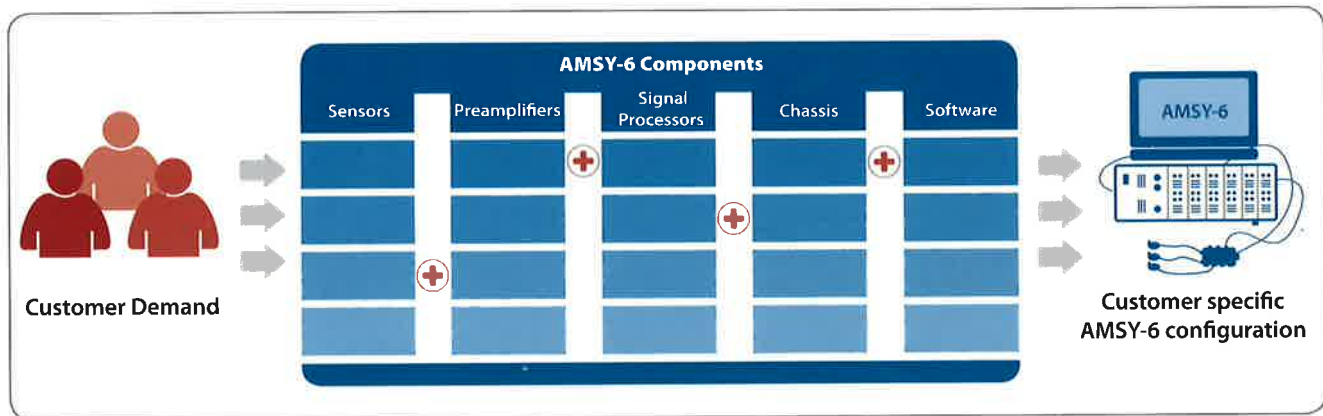 AMSY-6 Components
Sensors
Preamplifiers
Signal
Processors
Chassis
Software
AMSY-6
Customer Demand
Customer specific
AMSY-6 configuration